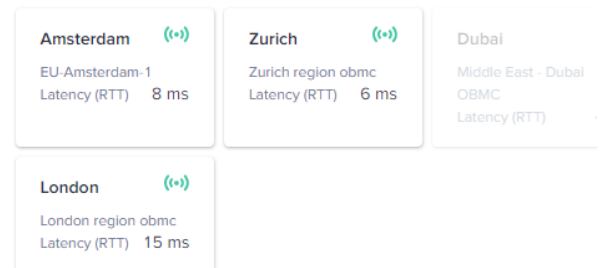 Amsterdam
EU-Amsterdam-1
Latency (RTT) 8 ms
Zurich
Zurich region obmc
Latency (RTT) 6 ms
Dubai
Middle East - Dubai
OBMC
Latency (RTT) -
London
London region obmc
Latency (RTT) 15 ms